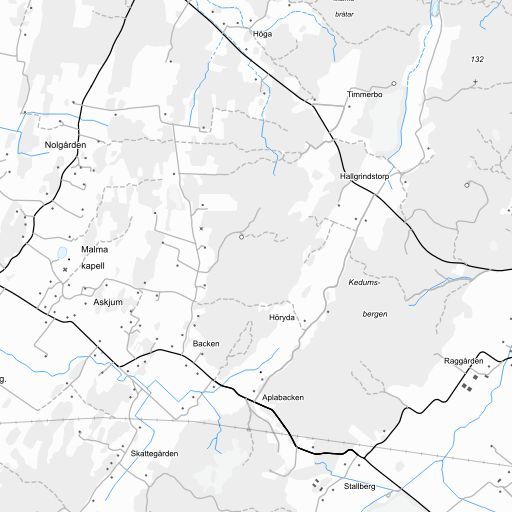 brätar
Höga
132
Timmerbo
Nolgården
Hallgrindstorp
Malma
kapell
Kedums-
bergen
Askjum
Höryda
Backen
Raggården
g.
Aplabacken
Skattegården
Stallberg